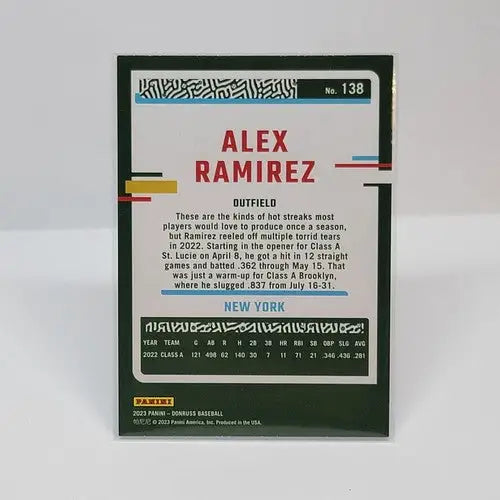 No. 138
ALEX
RAMIREZ
OUTFIELD
These are the kinds of hot streaks most
players would love to produce once a season,
but Ramirez reeled off multiple torrid tears
in 2022. Starting in the opener for Class A
St. Lucie on April 8, he got a hit in 12 straight
games and batted .362 through May 15. That
was just a warm-up for Class A Brooklyn,
where he slugged .837 from July 16-31.
NEW YORK
YEAR TEAM G AB R H 2B 3B HR RBI SB OBP SLG AVG
2022 CLASS A 121 498 62 140 30 7 11 71 21 .346 .436 .281
PANINI
2023 PANINI – DONRUSS BASEBALL
帕尼尼 © 2023 Panini America, Inc. Produced in the USA.